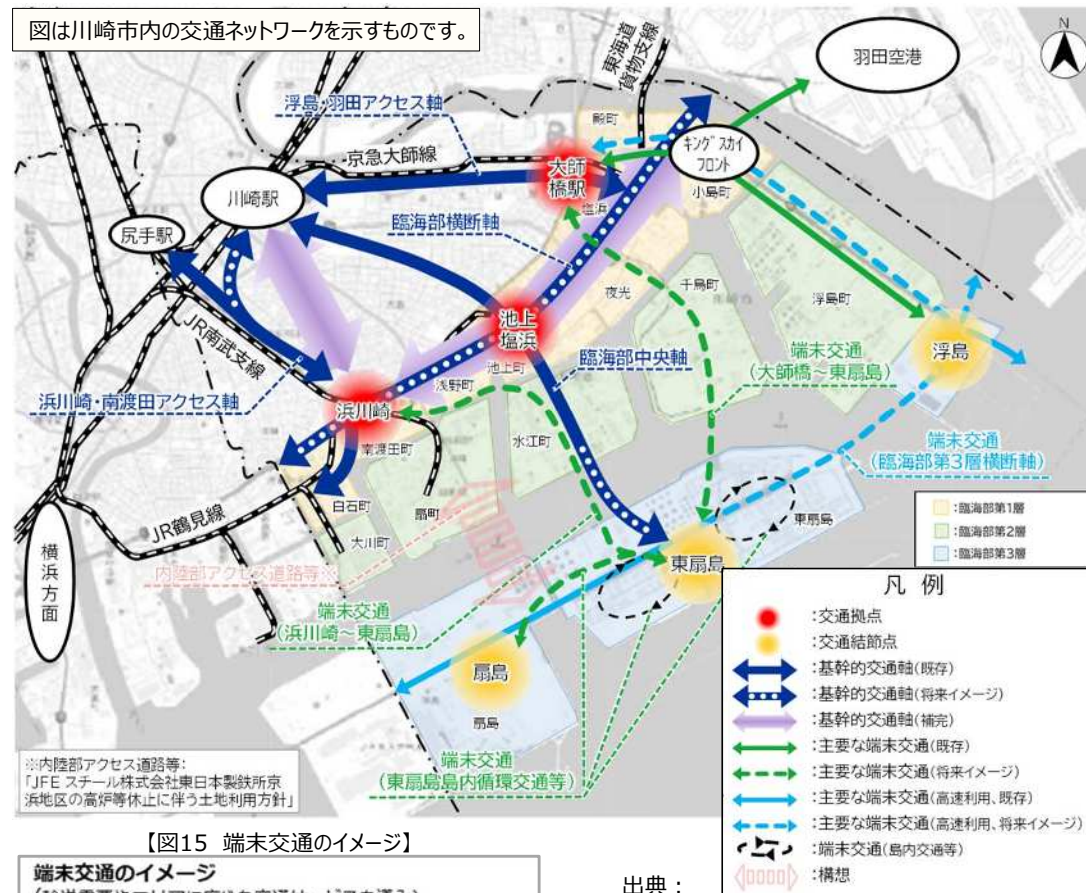 図は川崎市内の交通ネットワークを示すものです。
N
羽田空港
東海道
貨物支線
浮島・羽田アクセス軸
殿町
京急大師線
大師
橋駅
キングスカイ
フロント
川崎駅
小島町
塩浜
臨海部横断軸
尻手駅
夜光
千鳥町
浮島町
池上
塩浜
JR南武支線
臨海部中央軸
端末交通
(大師橋～東扇島)
浮島
池上町
浅野町
浜川崎・南渡田アクセス軸
浜川崎
水江町
端末交通
(臨海部第3層横断軸)
南渡田町
白石町
扇町
JR鶴見線
大川町
東扇島
:臨海部第1層
:臨海部第2層
:臨海部第3層
横浜方面
内陸部アクセス道路等※
東扇島
端末交通
(浜川崎～東扇島)
扇島
扇島
端末交通
(東扇島島内循環交通等)
※内陸部アクセス道路等:
「JFE スチール株式会社東日本製鉄所京
浜地区の高炉等休止に伴う土地利用方針」
凡 例
:交通拠点
:交通結節点
:基幹的交通軸(既存)
:基幹的交通軸(将来イメージ)
:基幹的交通軸(補完)
:主要な端末交通(既存)
:主要な端末交通(将来イメージ)
:主要な端末交通(高速利用、既存)
:主要な端末交通(高速利用、将来イメージ)
:端末交通(島内交通等)
:構想
【図15 端末交通のイメージ】
端末交通のイメージ
出典：